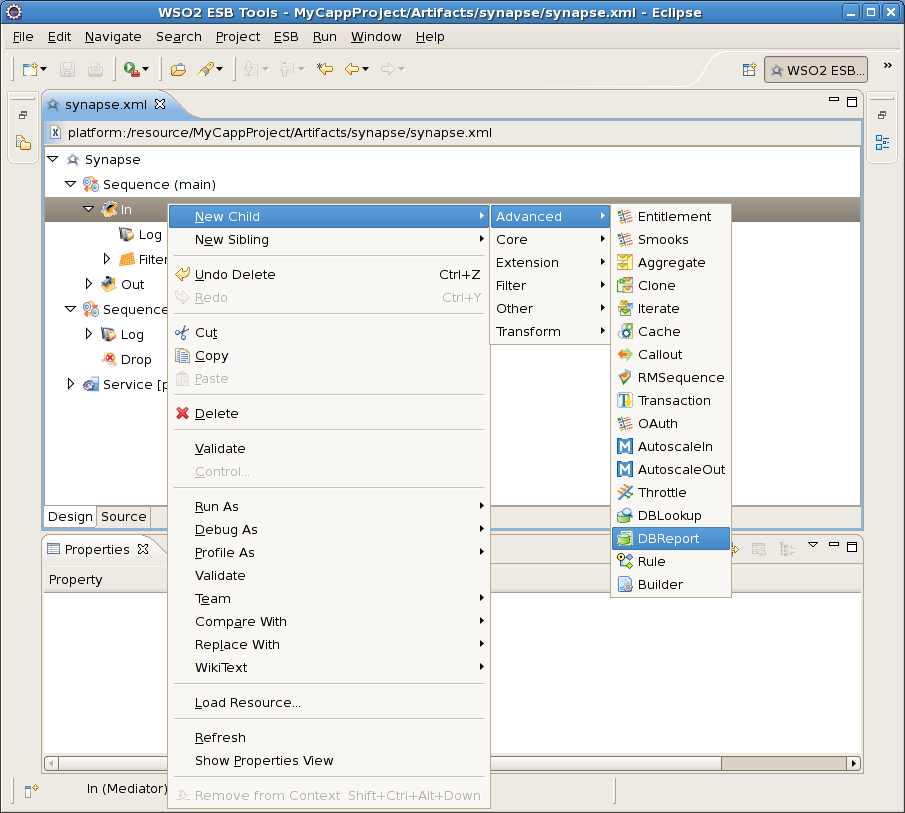 WSO2 ESB Tools - MyCappProject/Artifacts/synapse/synapse.xml - Eclipse
File Edit Navigate Search Project ESB Run Window Help
WSO2 ESB... »
synapse.xml
platform:/resource/MyCappProject/Artifacts/synapse/synapse.xml
Synapse
Sequence (main)
In
Log
Filter
Out
Sequence
Log
Drop
Service [p
New Child
New Sibling
Undo Delete Ctrl+Z
Redo Ctrl+Y
Cut
Copy
Paste
Delete
Validate
Control...
Run As
Debug As
Profile As
Validate
Team
Compare With
Replace With
WikiText
Load Resource...
Refresh
Show Properties View
Remove from Context Shift+Ctrl+Alt+Down
Advanced
Core
Extension
Filter
Other
Transform
Entitlement
Smooks
Aggregate
Clone
Iterate
Cache
Callout
RMSequence
Transaction
OAuth
AutoscaleIn
AutoscaleOut
Throttle
DBLookup
DBReport
Rule
Builder
Design Source
Properties
Property
In (Mediator)